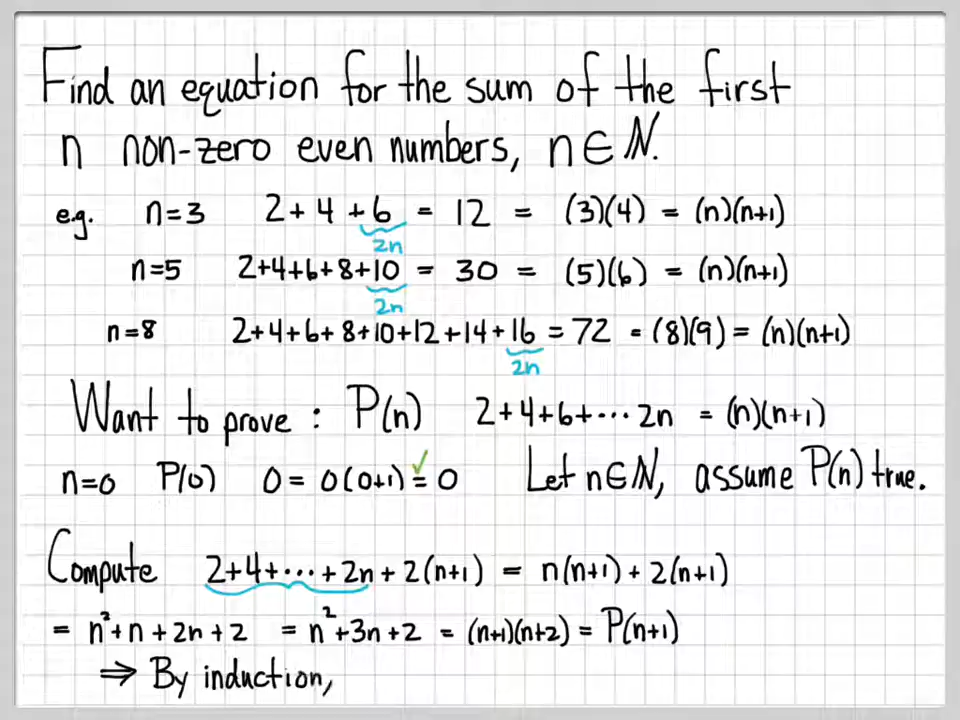 Find an equation for the sum of the first
n non-zero even numbers, n∈ℕ.
e.g. n=3 2+4+6 = 12 = (3)(4) = (n)(n+1)
2n
n=5 2+4+6+8+10 = 30 = (5)(6) = (n)(n+1)
2n
n=8 2+4+6+8+10+12+14+16 = 72 = (8)(9) = (n)(n+1)
2n
Want to prove : P(n) 2+4+6+... 2n = (n)(n+1)
n=0 P(0) 0 = 0(0+1) = 0 ✓ Let n∈ℕ, assume P(n) true.
Compute 2+4+...+2n+2(n+1) = n(n+1)+2(n+1)
= n²+n+2n+2 = n²+3n+2 = (n+1)(n+2) = P(n+1)
⇒ By induction,